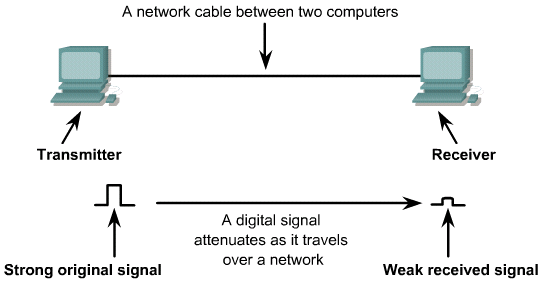 A network cable between two computers
Transmitter
Receiver
A digital signal
attenuates as it travels
over a network
Strong original signal
Weak received signal